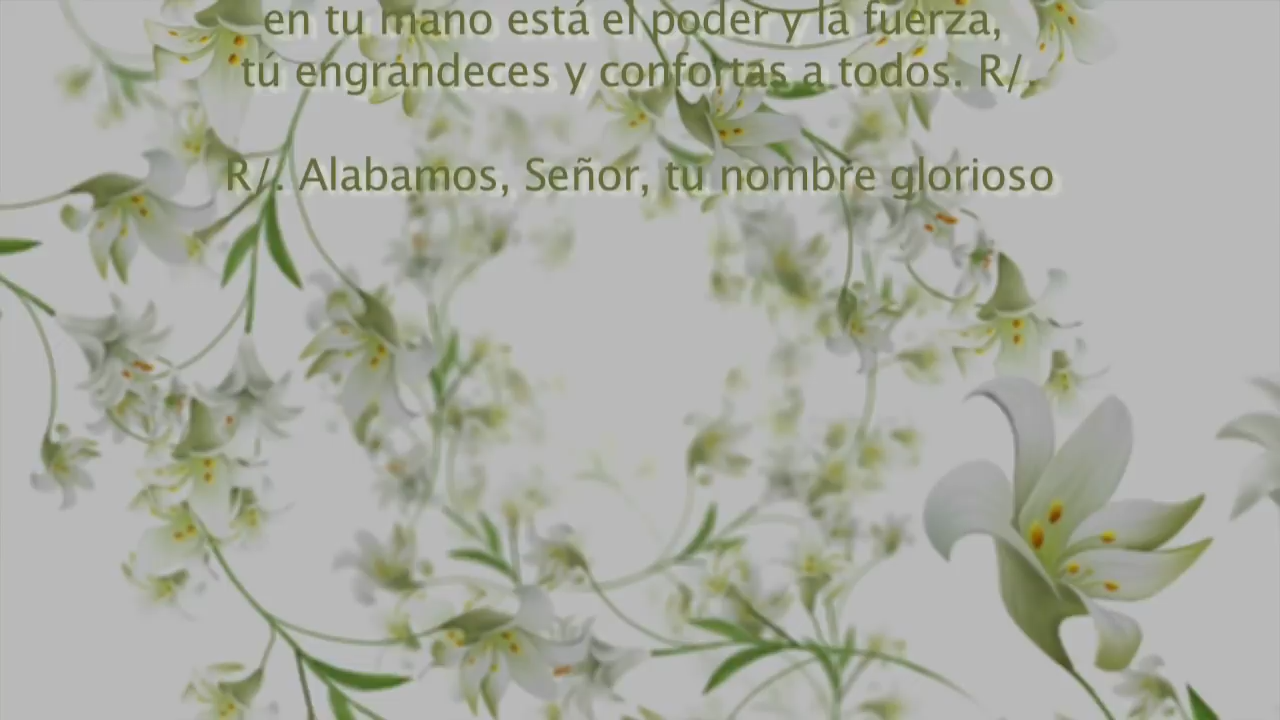 en tu mano está el poder y la fuerza,
tú engrandeces y confortas a todos. R/.
R/. Alabamos, Señor, tu nombre glorioso